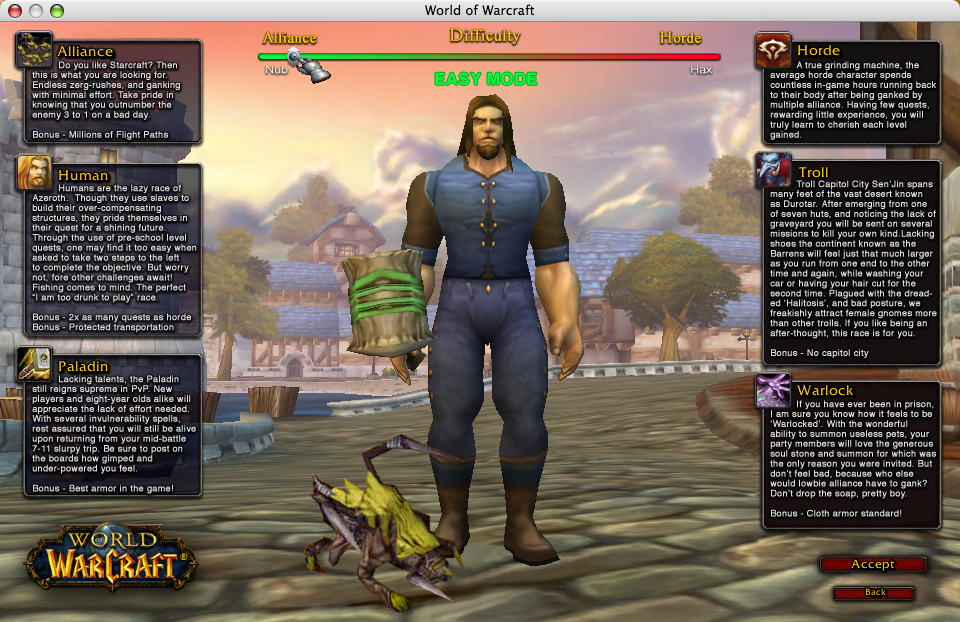 World of Warcraft
Alliance
Difficulty
Horde
Nub
Hax
EASY MODE
Alliance
Do you like Starcraft? Then
this is what you are looking for.
Endless zerg-rushes, and ganking
with minimal effort. Take pride in
knowing that you outnumber the
enemy 3 to 1 on a bad day.
Bonus - Millions of Flight Paths
Human
Humans are the lazy race of
Azeroth. Though they use slaves to
build their over-compensating
structures, they pride themselves in
their quest for a shining future.
Through the use of pre-school level
quests, one may find it too easy when
asked to take two steps to the left
to complete the objective. But worry
not, fore other challenges await!
Fishing comes to mind. The perfect
"I am too drunk to play" race.
Bonus - 2x as many quests as horde
Bonus - Protected transportation
Paladin
Lacking talents, the Paladin
still reigns supreme in PvP. New
players and eight-year olds alike will
appreciate the lack of effort needed.
With several invulnerability spells,
rest assured that you will still be alive
upon returning from your mid-battle
7-11 slurpy trip. Be sure to post on
the boards how gimped and
under-powered you feel.
Bonus - Best armor in the game!
WORLD
OF
WARCRAFT®
Horde
A true grinding machine, the
average horde character spends
countless in-game hours running back
to their body after being ganked by
multiple alliance. Having few quests,
rewarding little experience, you will
truly learn to cherish each level
gained.
Troll
Troll Capitol City Sen'Jin spans
many feet of the vast desert known
as Durotar. After emerging from one
of seven huts, and noticing the lack of
graveyard you will be sent on several
missions to kill your own kind.Lacking
shoes the continent known as the
Barrens will feel just that much larger
as you run from one end to the other
time and again, while washing your
car or having your hair cut for the
second time. Plagued with the dread-
ed 'Halitosis', and bad posture, we
freakishly attract female gnomes more
than other trolls. If you like being an
after-thought, this race is for you.
Bonus - No capitol city
Warlock
If you have ever been in prison,
I am sure you know how it feels to be
'Warlocked'. With the wonderful
ability to summon useless pets, your
party members will love the generous
soul stone and summon for which was
the only reason you were invited. But
don't feel bad, because who else
would lowbie alliance have to gank?
Don't drop the soap, pretty boy.
Bonus - Cloth armor standard!
Accept
Back